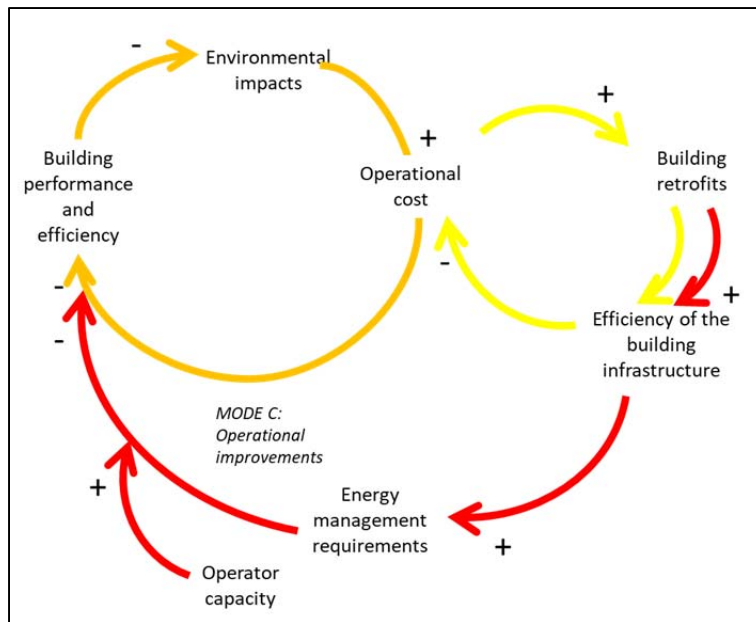 -
Environmental
impacts
+
Building
performance
and
efficiency
+
Operational
cost
Building
retrofits
-
-
+
Efficiency of the
building
infrastructure
-
MODE C:
Operational
improvements
+
Energy
management
requirements
+
Operator
capacity